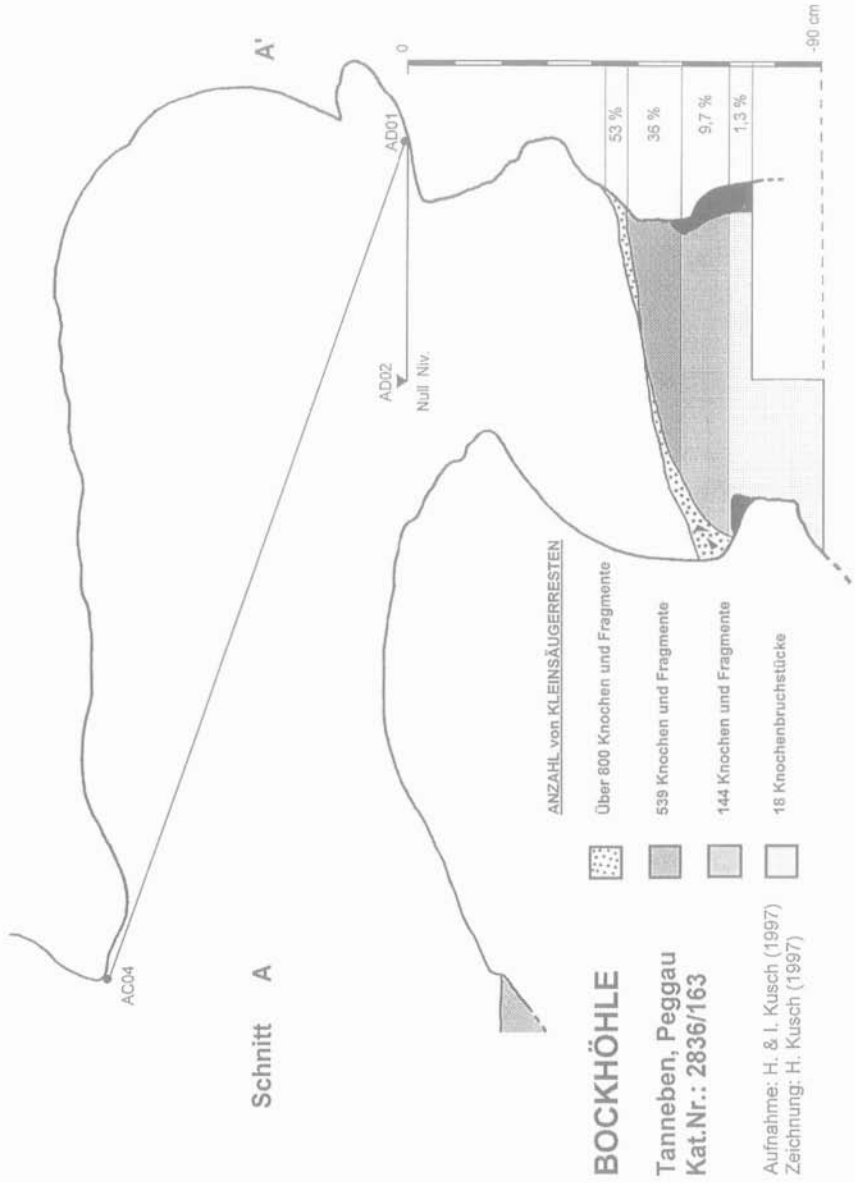 Schnitt A A'
AC04
AD01
AD02
Null Niv.
0
-90 cm
53 %
36 %
9,7 %
1,3 %
ANZAHL von KLEINSÄUGERRESTEN
Über 800 Knochen und Fragmente
539 Knochen und Fragmente
144 Knochen und Fragmente
18 Knochenbruchstücke
BOCKHÖHLE
Tanneben, Peggau
Kat.Nr.: 2836/163
Aufnahme: H. & I. Kusch (1997)
Zeichnung: H. Kusch (1997)